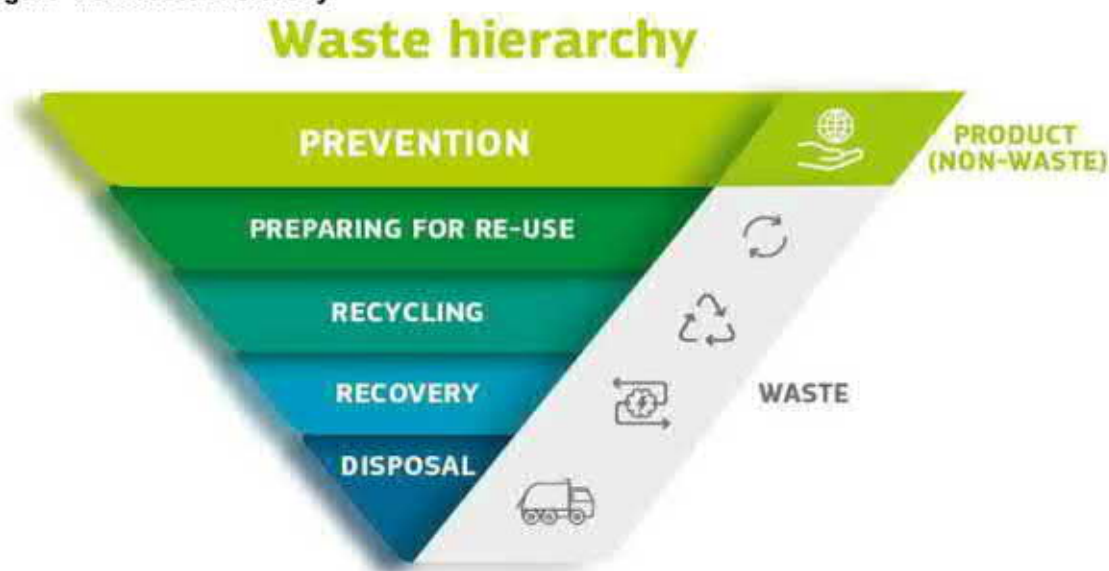 Waste hierarchy
PREVENTION
PRODUCT
(NON-WASTE)
PREPARING FOR RE-USE
RECYCLING
RECOVERY
WASTE
DISPOSAL